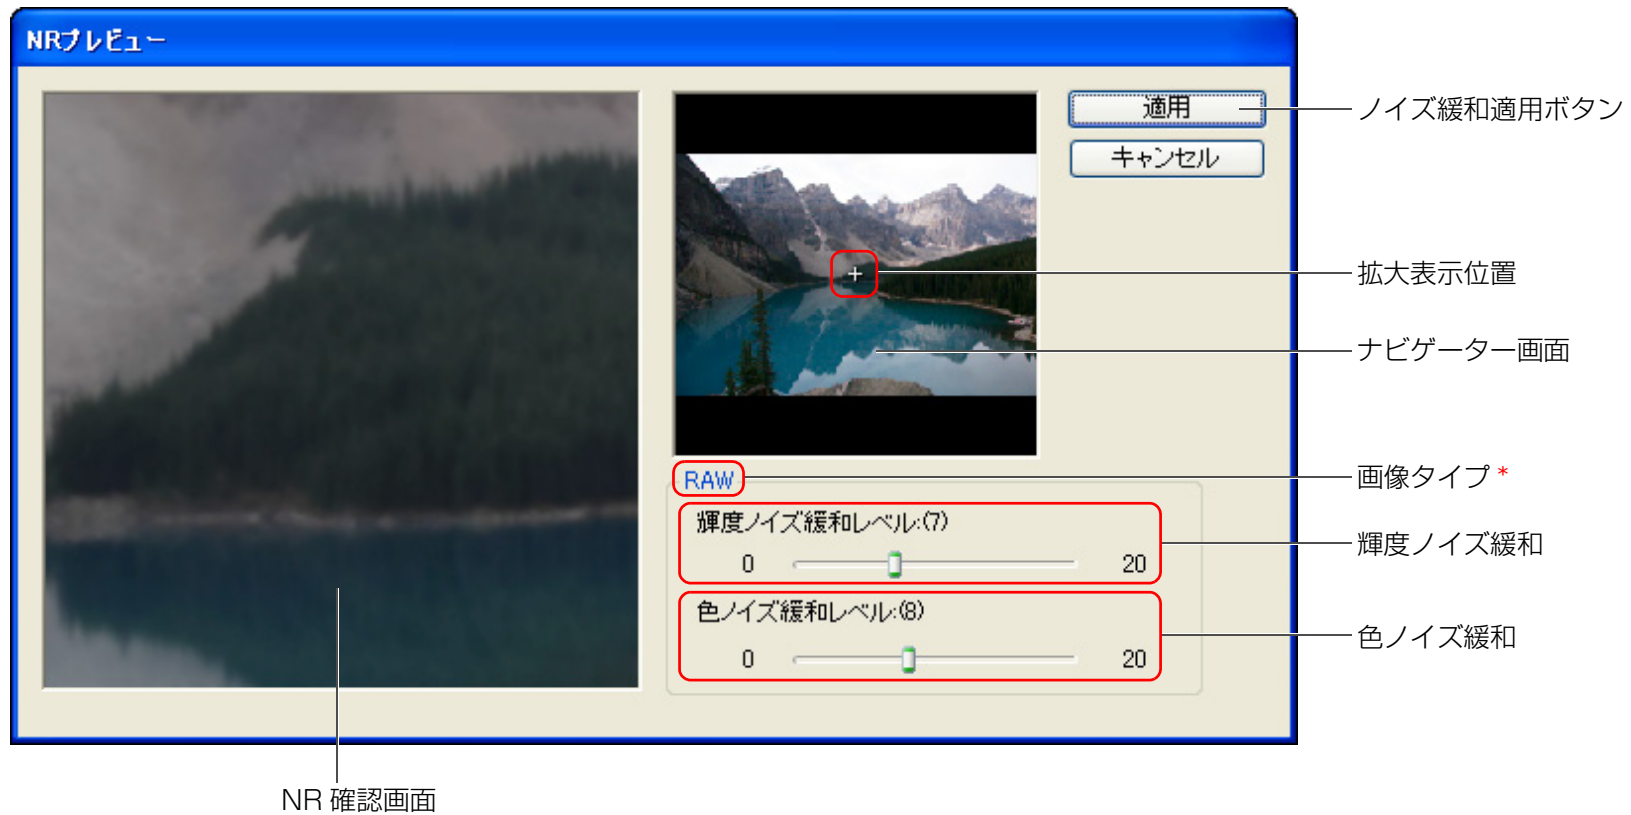 NRプレビュー
適用
ノイズ緩和適用ボタン
キャンセル
拡大表示位置
ナビゲーター画面
RAW
画像タイプ *
輝度ノイズ緩和レベル:(7)
0 20
輝度ノイズ緩和
色ノイズ緩和レベル:(8)
0 20
色ノイズ緩和
NR 確認画面